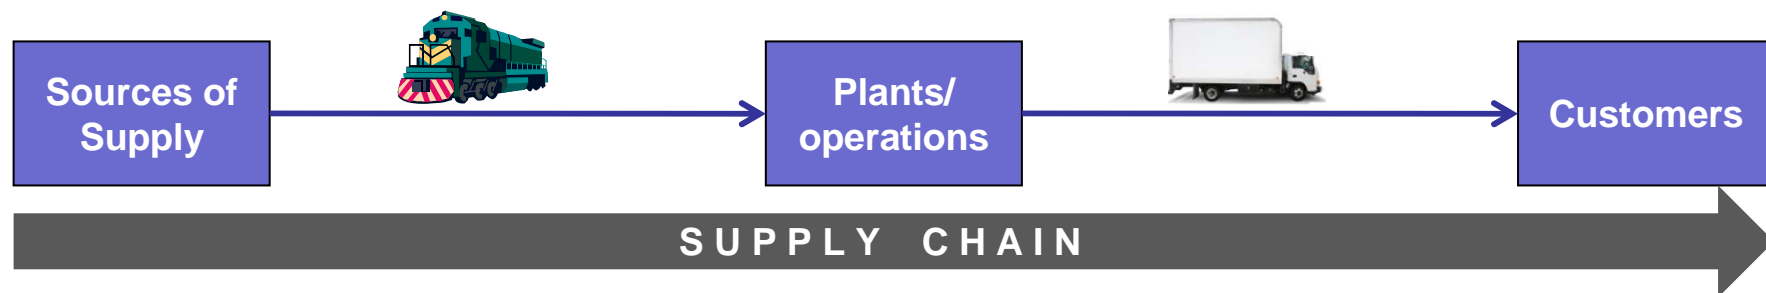 Sources of
Supply
Plants/
operations
Customers
SUPPLY CHAIN